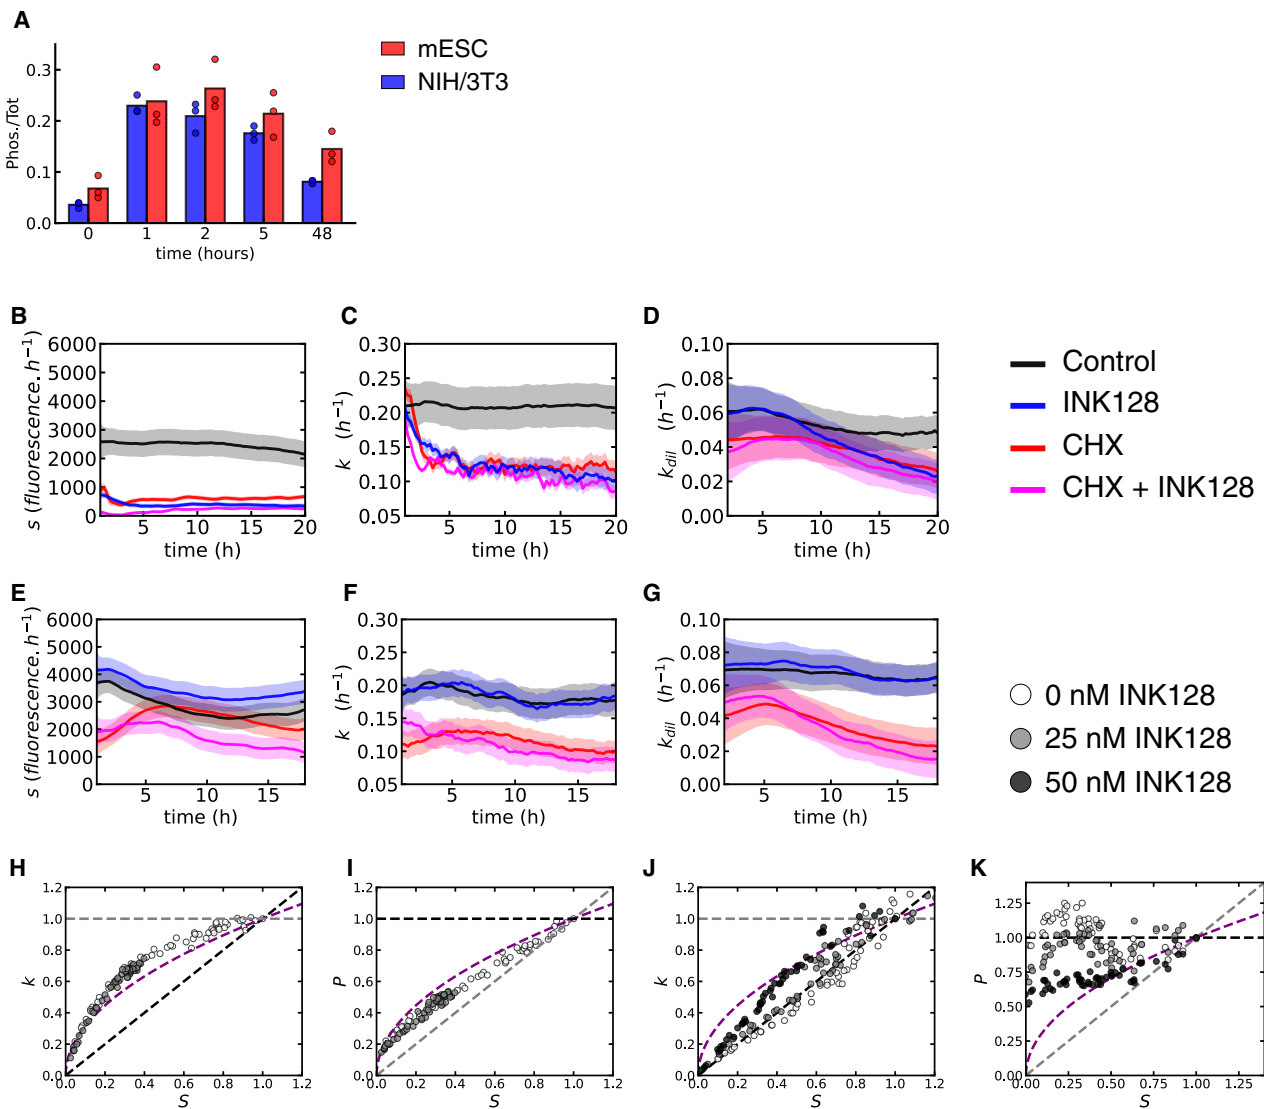 A
Phos./Tot
0.3
0.2
0.1
0.0
0 1 2 5 48
time (hours)
mESC
NIH/3T3
B
s (fluorescence.h⁻¹)
6000
5000
4000
3000
2000
1000
0
5 10 15 20
time (h)
C
k (h⁻¹)
0.30
0.25
0.20
0.15
0.10
0.05
5 10 15 20
time (h)
D
k_dil (h⁻¹)
0.10
0.08
0.06
0.04
0.02
0.00
5 10 15 20
time (h)
Control
INK128
CHX
CHX + INK128
E
s (fluorescence.h⁻¹)
6000
5000
4000
3000
2000
1000
0
5 10 15
time (h)
F
k (h⁻¹)
0.30
0.25
0.20
0.15
0.10
0.05
5 10 15
time (h)
G
k_dil (h⁻¹)
0.10
0.08
0.06
0.04
0.02
0.00
5 10 15
time (h)
0 nM INK128
25 nM INK128
50 nM INK128
H
k
1.2
1.0
0.8
0.6
0.4
0.2
0.0
0.0 0.2 0.4 0.6 0.8 1.0 1.2
S
I
P
1.2
1.0
0.8
0.6
0.4
0.2
0.0
0.0 0.2 0.4 0.6 0.8 1.0 1.2
S
J
k
1.2
1.0
0.8
0.6
0.4
0.2
0.0
0.0 0.2 0.4 0.6 0.8 1.0 1.2
S
K
P
1.25
1.00
0.75
0.50
0.25
0.00
0.00 0.25 0.50 0.75 1.00 1.25
S